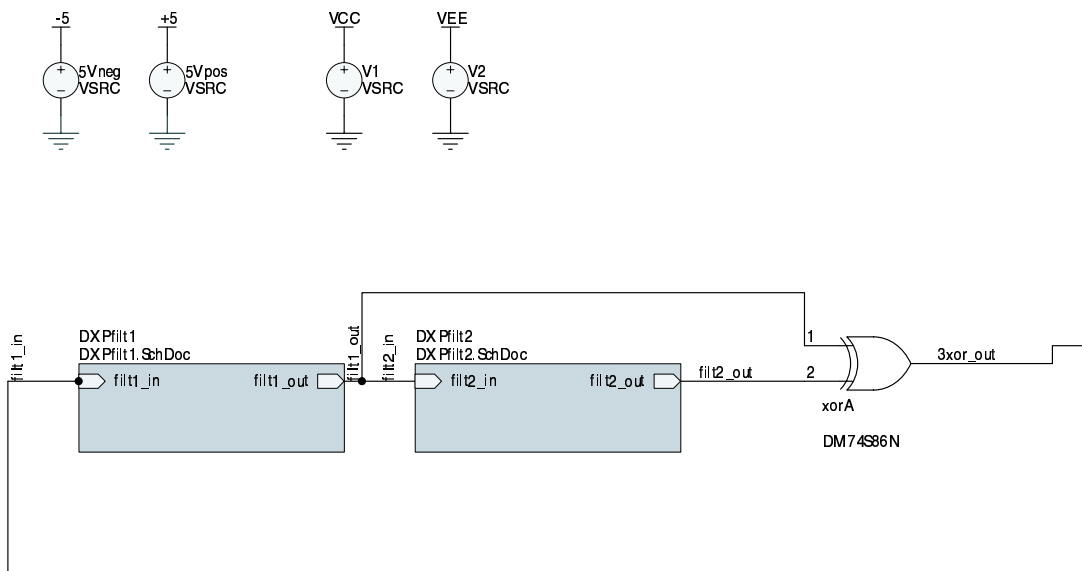 -5
+5
VCC
VEE
5Vneg
VSRC
5Vpos
VSRC
V1
VSRC
V2
VSRC
filt1_in
DXPfilt1
DXPfilt1.SchDoc
filt1_in
filt1_out
filt1_out
filt2_in
DXPfilt2
DXPfilt2.SchDoc
filt2_in
filt2_out
filt2_out
1
2
3xor_out
xorA
DM74S86N